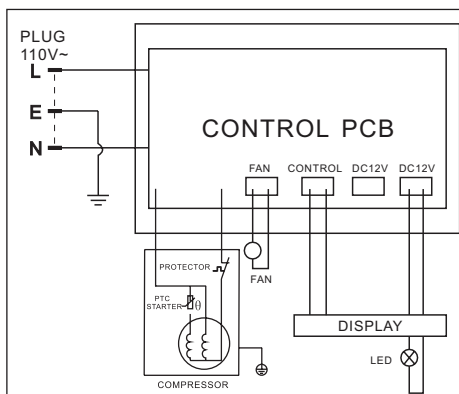 PLUG
110V~
L
E
N
CONTROL PCB
FAN
CONTROL
DC12V
DC12V
PROTECTOR
FAN
PTC
STARTER
θ
DISPLAY
LED
COMPRESSOR